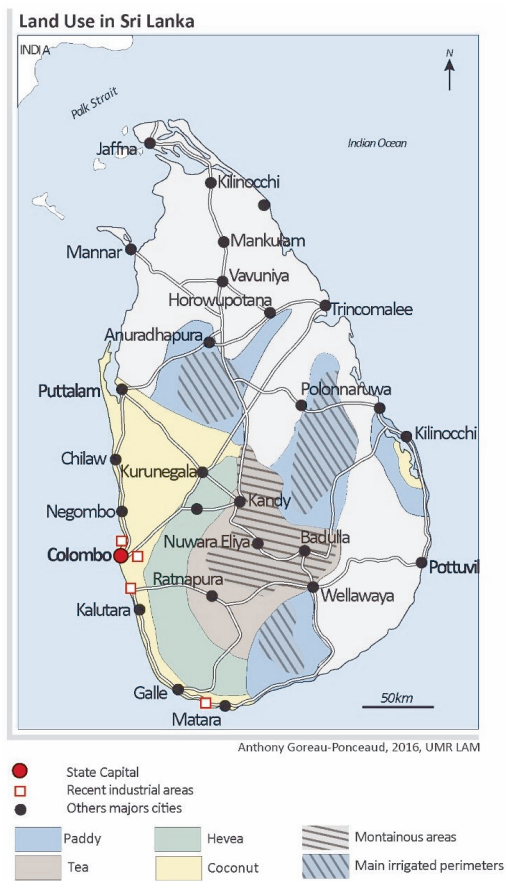 Land Use in Sri Lanka
INDIA
N
Palk Strait
Indian Ocean
Jaffna
Kilinocchi
Mankulam
Mannar
Vavuniya
Horowupotana
Trincomalee
Anuradhapura
Puttalam
Polonnaruwa
Kilinocchi
Chilaw
Kurunegala
Kandy
Negombo
Nuwara Eliya
Badulla
Colombo
Pottuvil
Ratnapura
Wellawaya
Kalutara
Galle
50km
Matara
Anthony Goreau-Ponceaud, 2016, UMR LAM
State Capital
Recent industrial areas
Others majors cities
Paddy
Hevea
Montainous areas
Tea
Coconut
Main irrigated perimeters